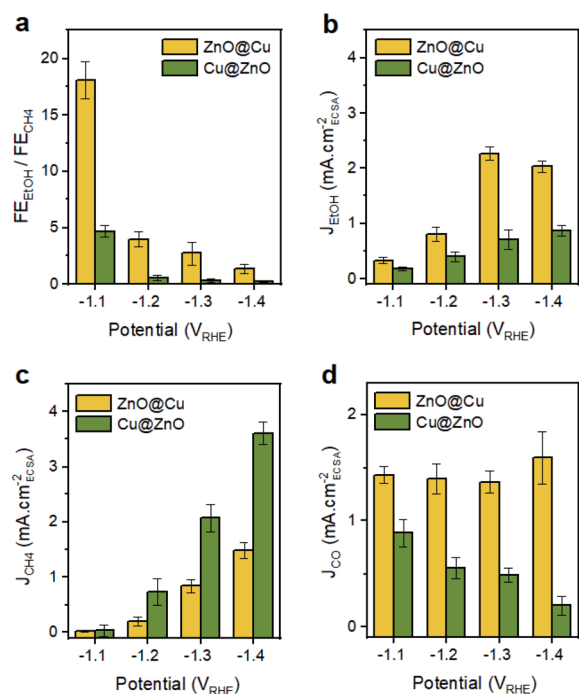 a
ZnO@Cu
Cu@ZnO
FE_EtOH / FE_CH4
20
15
10
5
0
-1.1 -1.2 -1.3 -1.4
Potential (V_RHE)
b
ZnO@Cu
Cu@ZnO
J_EtOH (mA.cm⁻²_ECSA)
3
2
1
0
-1.1 -1.2 -1.3 -1.4
Potential (V_RHE)
c
ZnO@Cu
Cu@ZnO
J_CH4 (mA.cm⁻²_ECSA)
4
3
2
1
0
-1.1 -1.2 -1.3 -1.4
Potential (V_RHE)
d
ZnO@Cu
Cu@ZnO
J_CO (mA.cm⁻²_ECSA)
2
1
0
-1.1 -1.2 -1.3 -1.4
Potential (V_RHE)